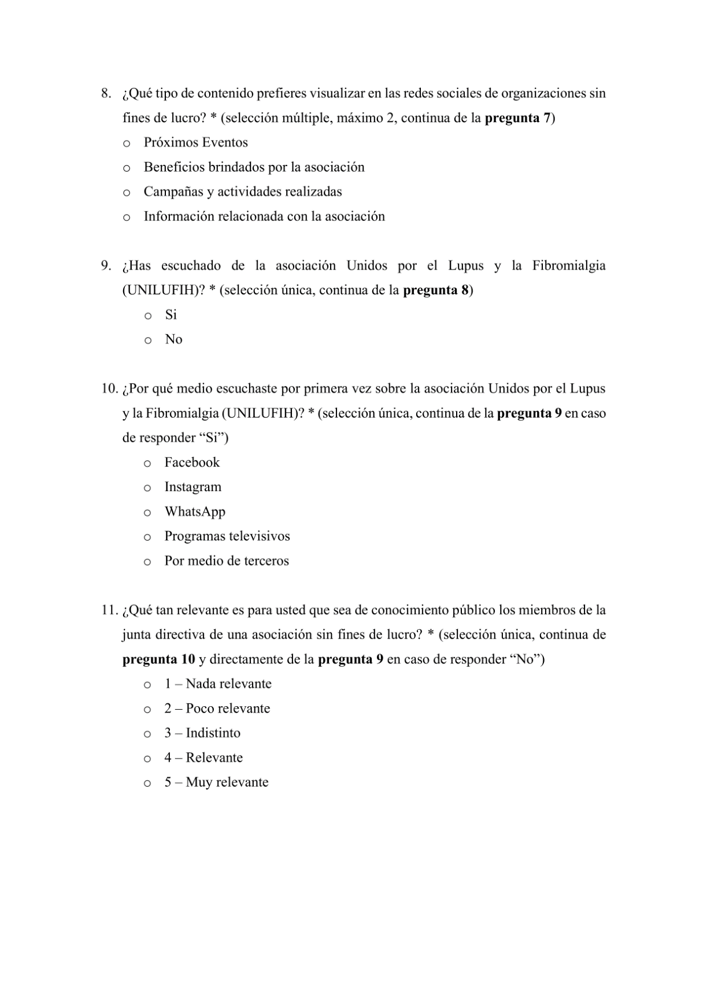 8. ¿Qué tipo de contenido prefieres visualizar en las redes sociales de organizaciones sin
fines de lucro? * (selección múltiple, máximo 2, continua de la pregunta 7)
o Próximos Eventos
o Beneficios brindados por la asociación
o Campañas y actividades realizadas
o Información relacionada con la asociación
9. ¿Has escuchado de la asociación Unidos por el Lupus y la Fibromialgia
(UNILUFIH)? * (selección única, continua de la pregunta 8)
o Si
o No
10. ¿Por qué medio escuchaste por primera vez sobre la asociación Unidos por el Lupus
y la Fibromialgia (UNILUFIH)? * (selección única, continua de la pregunta 9 en caso
de responder “Si”)
o Facebook
o Instagram
o WhatsApp
o Programas televisivos
o Por medio de terceros
11. ¿Qué tan relevante es para usted que sea de conocimiento público los miembros de la
junta directiva de una asociación sin fines de lucro? * (selección única, continua de
pregunta 10 y directamente de la pregunta 9 en caso de responder “No”)
o 1 – Nada relevante
o 2 – Poco relevante
o 3 – Indistinto
o 4 – Relevante
o 5 – Muy relevante